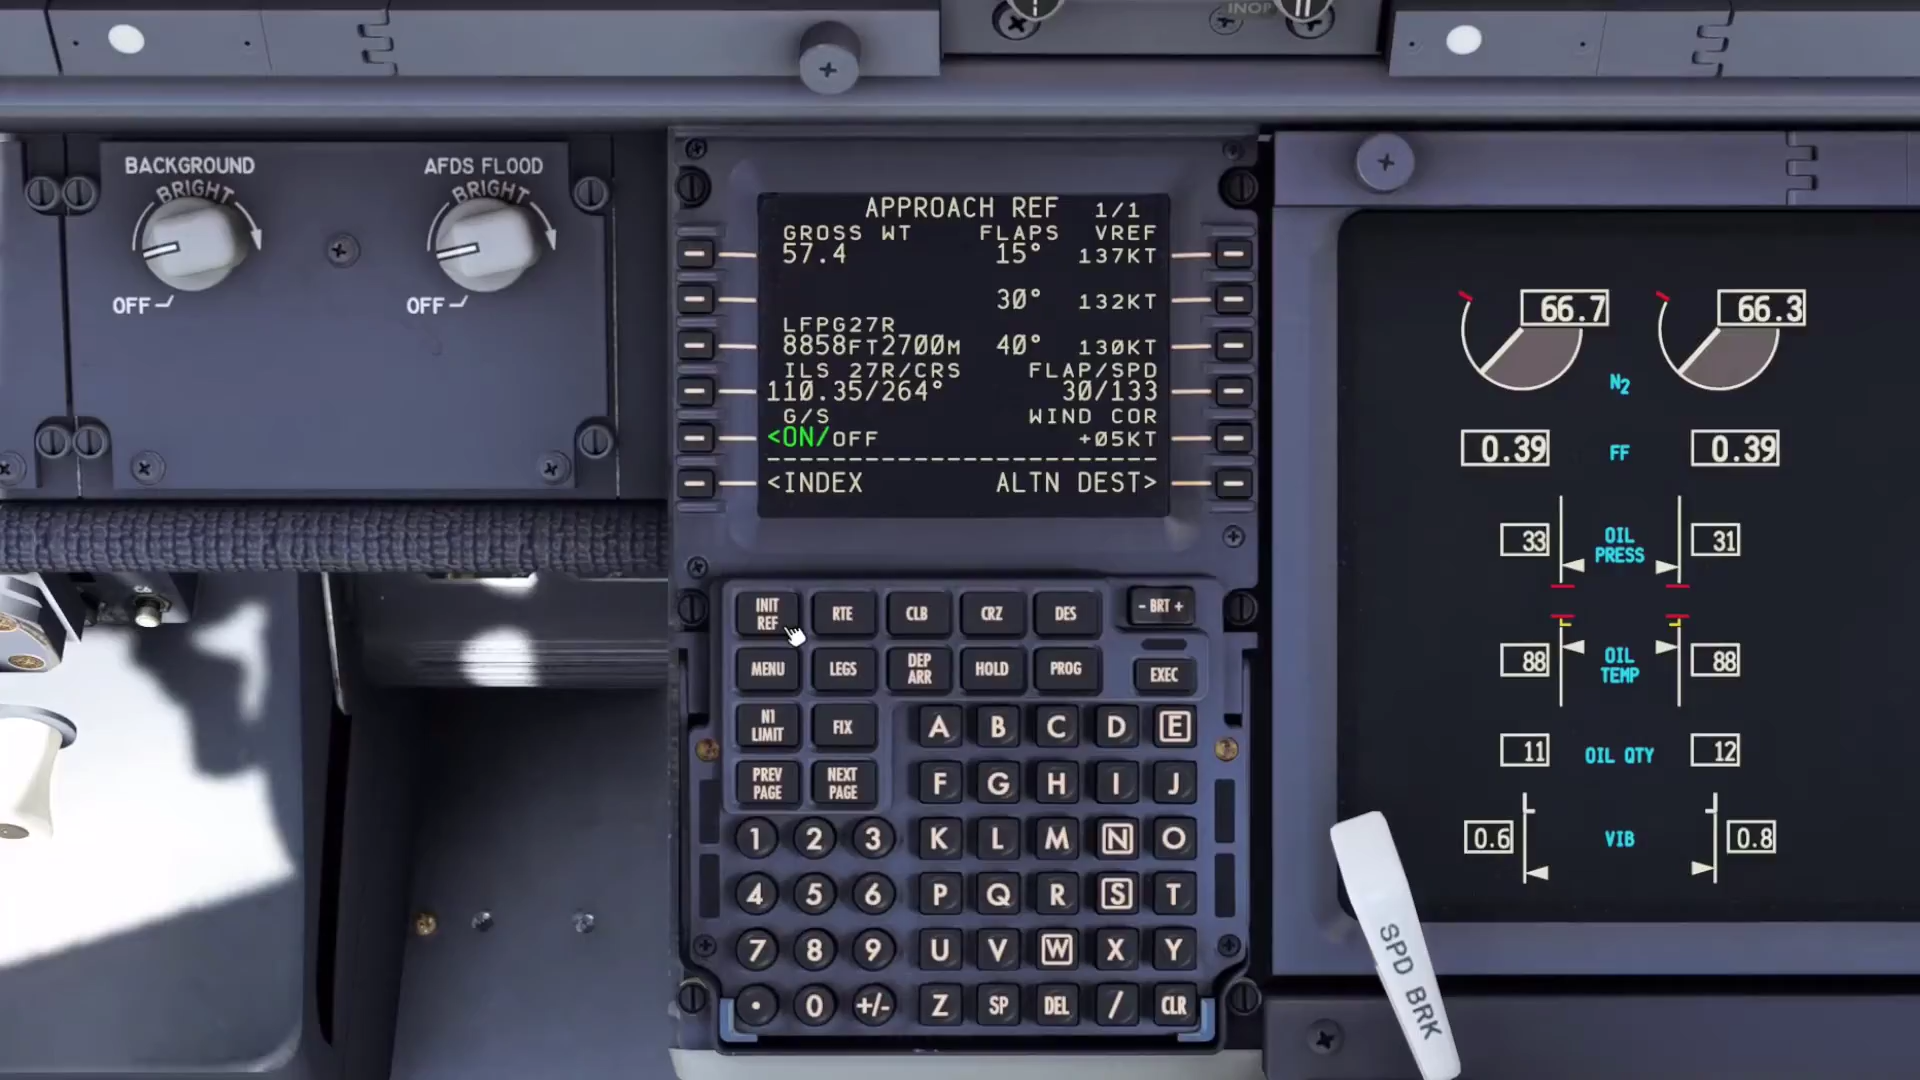 INOP
BACKGROUND
BRIGHT
OFF
AFDS FLOOD
BRIGHT
OFF
APPROACH REF 1/1
GROSS WT FLAPS VREF
57.4 15° 137KT
30° 132KT
LFPG27R
8858FT2700M 40° 130KT
ILS 27R/CRS FLAP/SPD
110.35/264° 30/133
G/S WIND COR
<ON/OFF +05KT
--------------------------------
<INDEX ALTN DEST>
INIT REF RTE CLB CRZ DES - BRT +
MENU LEGS DEP ARR HOLD PROG EXEC
N1 LIMIT FIX
PREV PAGE NEXT PAGE
A B C D E
F G H I J
1 2 3 K L M N O
4 5 6 P Q R S T
7 8 9 U V W X Y
. 0 +/- Z SP DEL / CLR
66.7 66.3
N2
0.39 FF 0.39
33 OIL PRESS 31
88 OIL TEMP 88
11 OIL QTY 12
0.6 VIB 0.8
SPD BRK